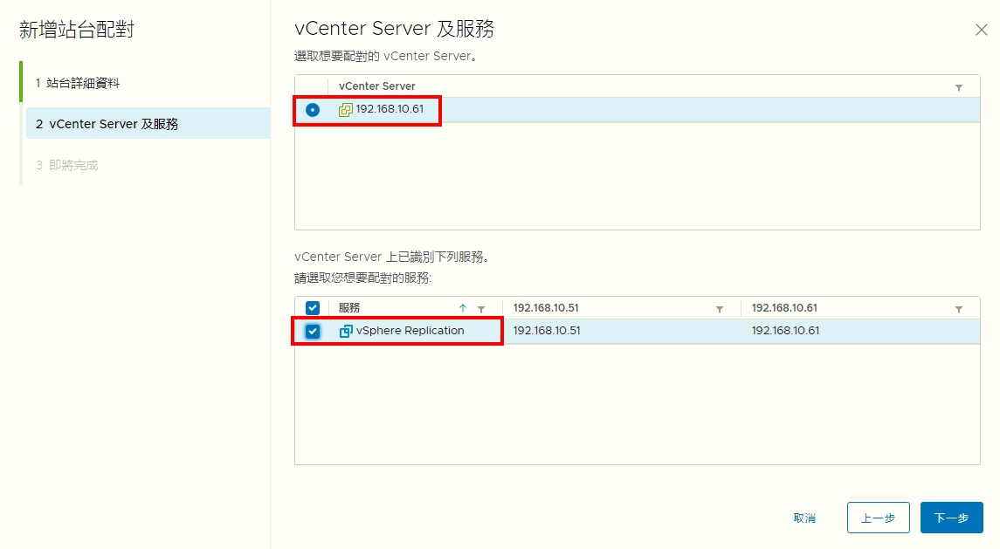 新增站台配對
1 站台詳細資料
2 vCenter Server 及服務
3 即將完成
vCenter Server 及服務
選取想要配對的 vCenter Server。
vCenter Server
192.168.10.61
vCenter Server 上已識別下列服務。
請選取您想要配對的服務:
服務 192.168.10.51 192.168.10.61
vSphere Replication 192.168.10.51 192.168.10.61
取消 上一步 下一步